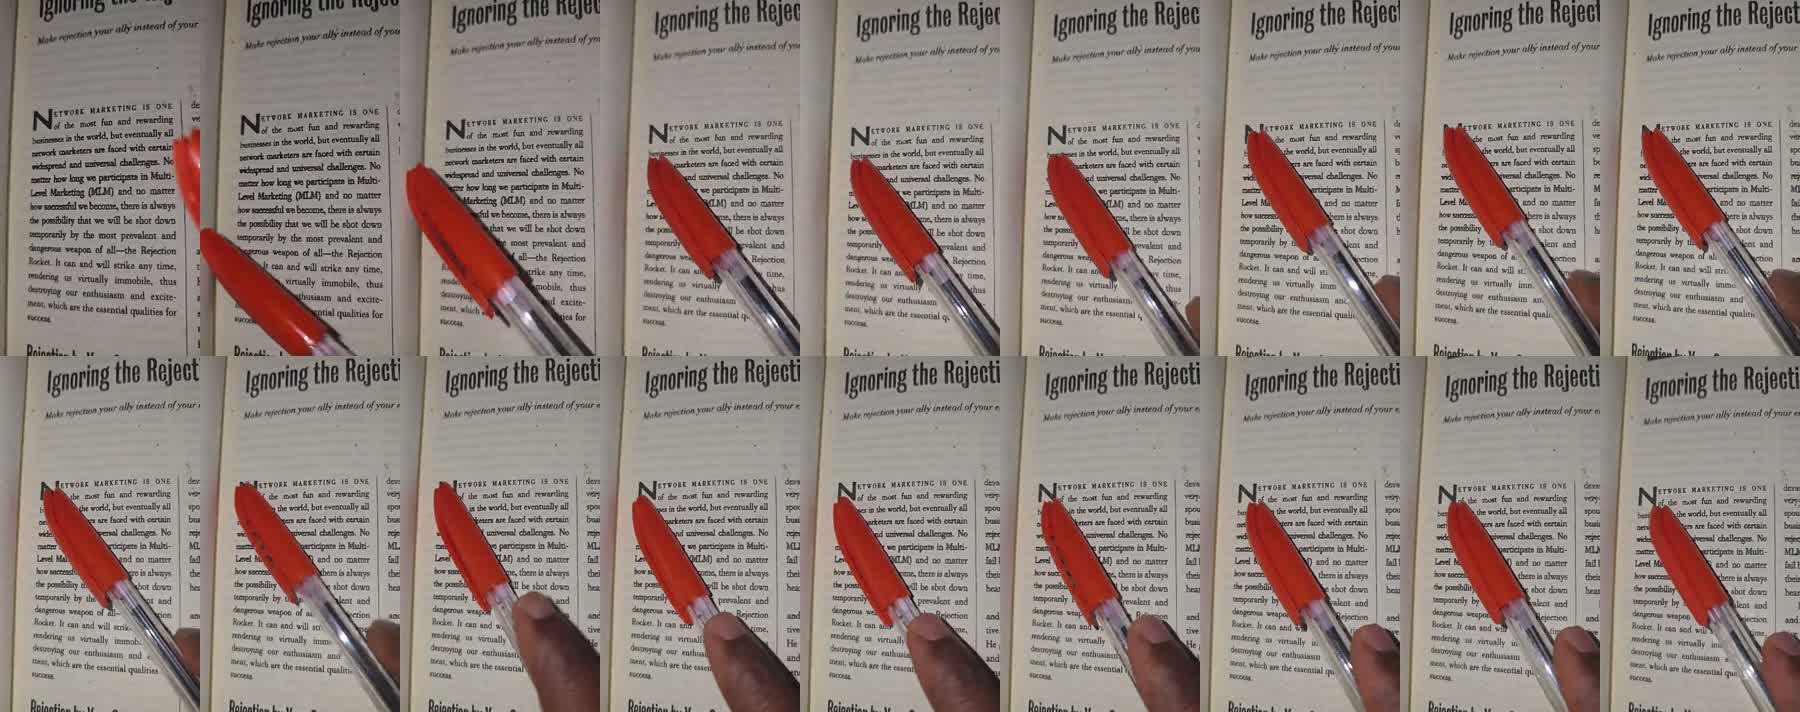 Ignoring the Rejecti
Make rejection your ally instead of your e
NETWORK MARKETING IS ONE
of the most fun and rewarding
businesses in the world, but eventually all
network marketers are faced with certain
widespread and universal challenges. No
matter how long we participate in Multi-
Level Marketing (MLM) and no matter
how successful we become, there is always
the possibility that we will be shot down
temporarily by the most prevalent and
dangerous weapon of all—the Rejection
Rocket. It can and will strike any time,
rendering us virtually immobile, thus
destroying our enthusiasm and excite-
ment, which are the essential qualities for
success.